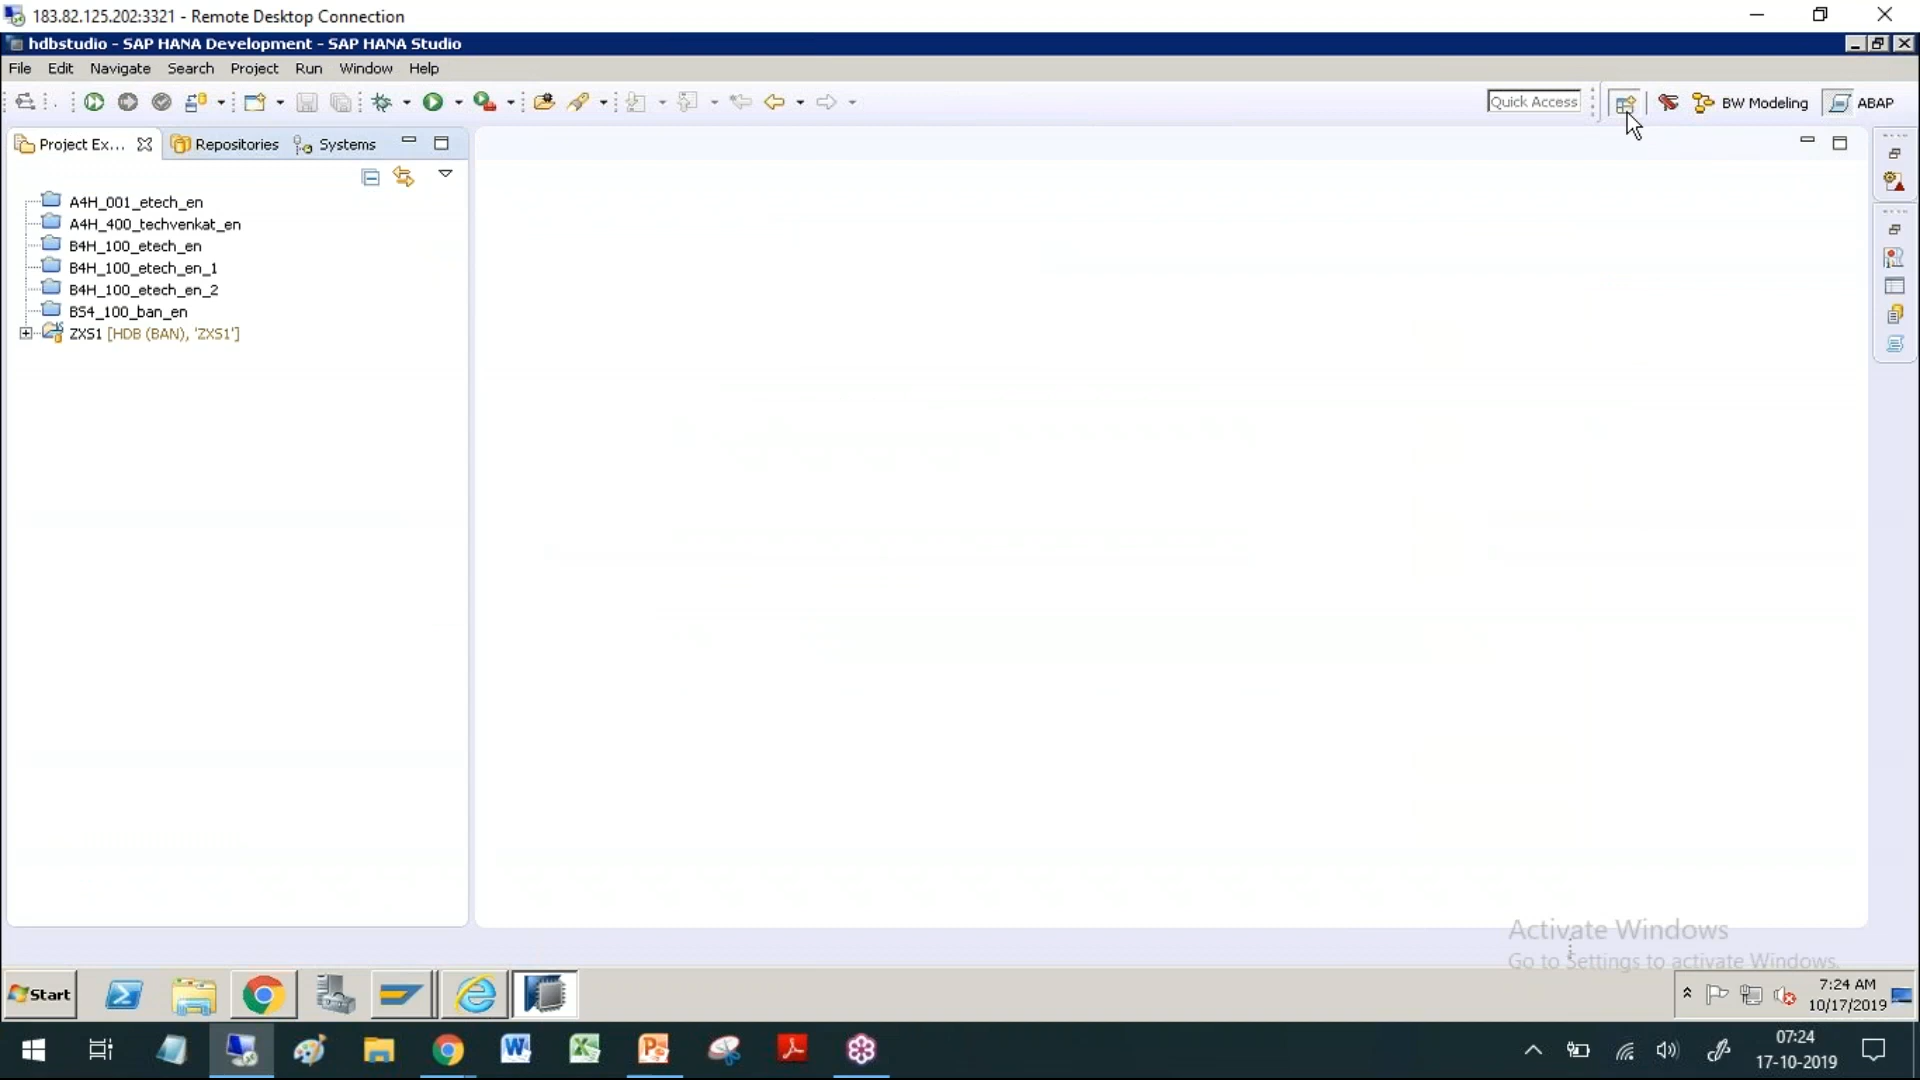 183.82.125.202:3321 - Remote Desktop Connection
hdbstudio - SAP HANA Development - SAP HANA Studio
File Edit Navigate Search Project Run Window Help
Quick Access BW Modeling ABAP
Project Ex... Repositories Systems
A4H_001_etech_en
A4H_400_techvenkat_en
B4H_100_etech_en
B4H_100_etech_en_1
B4H_100_etech_en_2
BS4_100_ban_en
ZXS1 [HDB (BAN), 'ZXS1']
Activate Windows
Go to Settings to activate Windows.
Start
7:24 AM
10/17/2019
07:24
17-10-2019